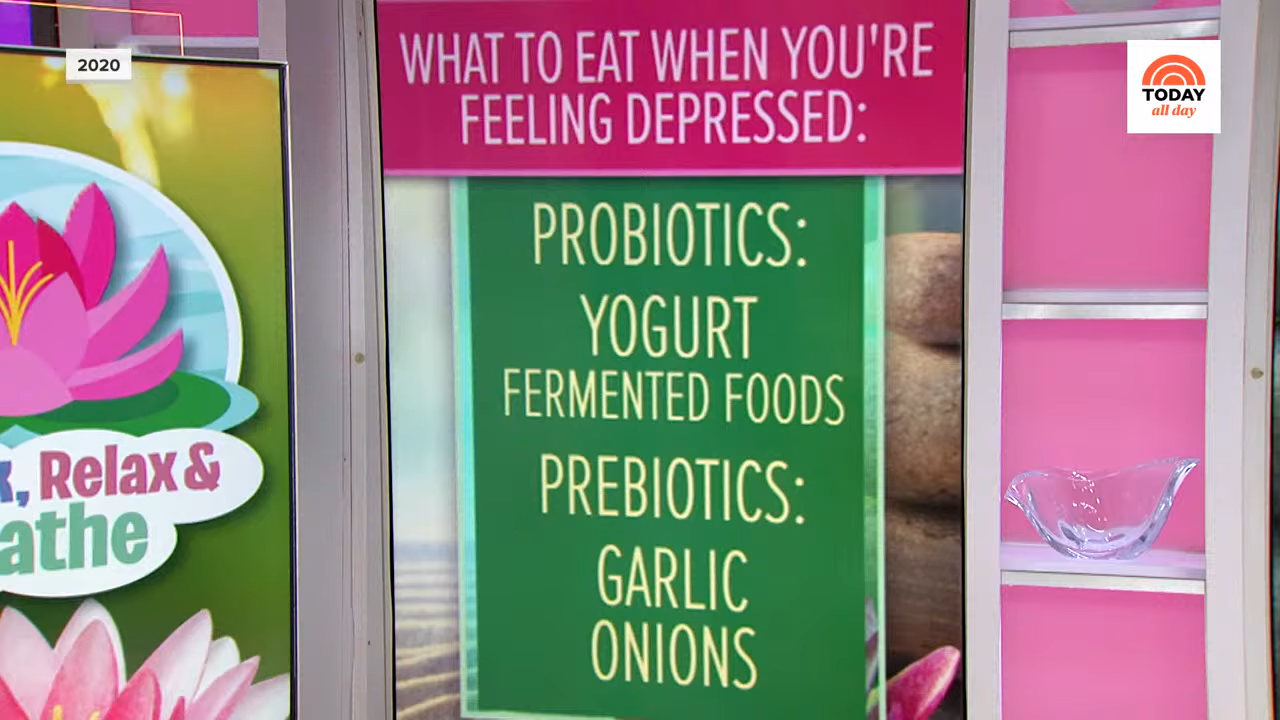 2020
WHAT TO EAT WHEN YOU'RE
FEELING DEPRESSED:
TODAY
all day
PROBIOTICS:
YOGURT
FERMENTED FOODS
PREBIOTICS:
GARLIC
ONIONS
Relax &